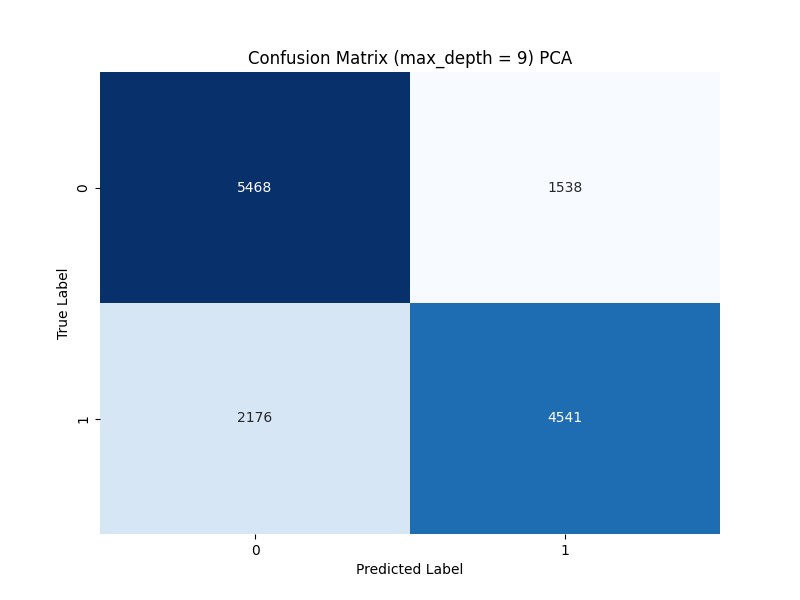 Confusion Matrix (max_depth = 9) PCA
True Label
0
5468
1538
1
2176
4541
0
1
Predicted Label